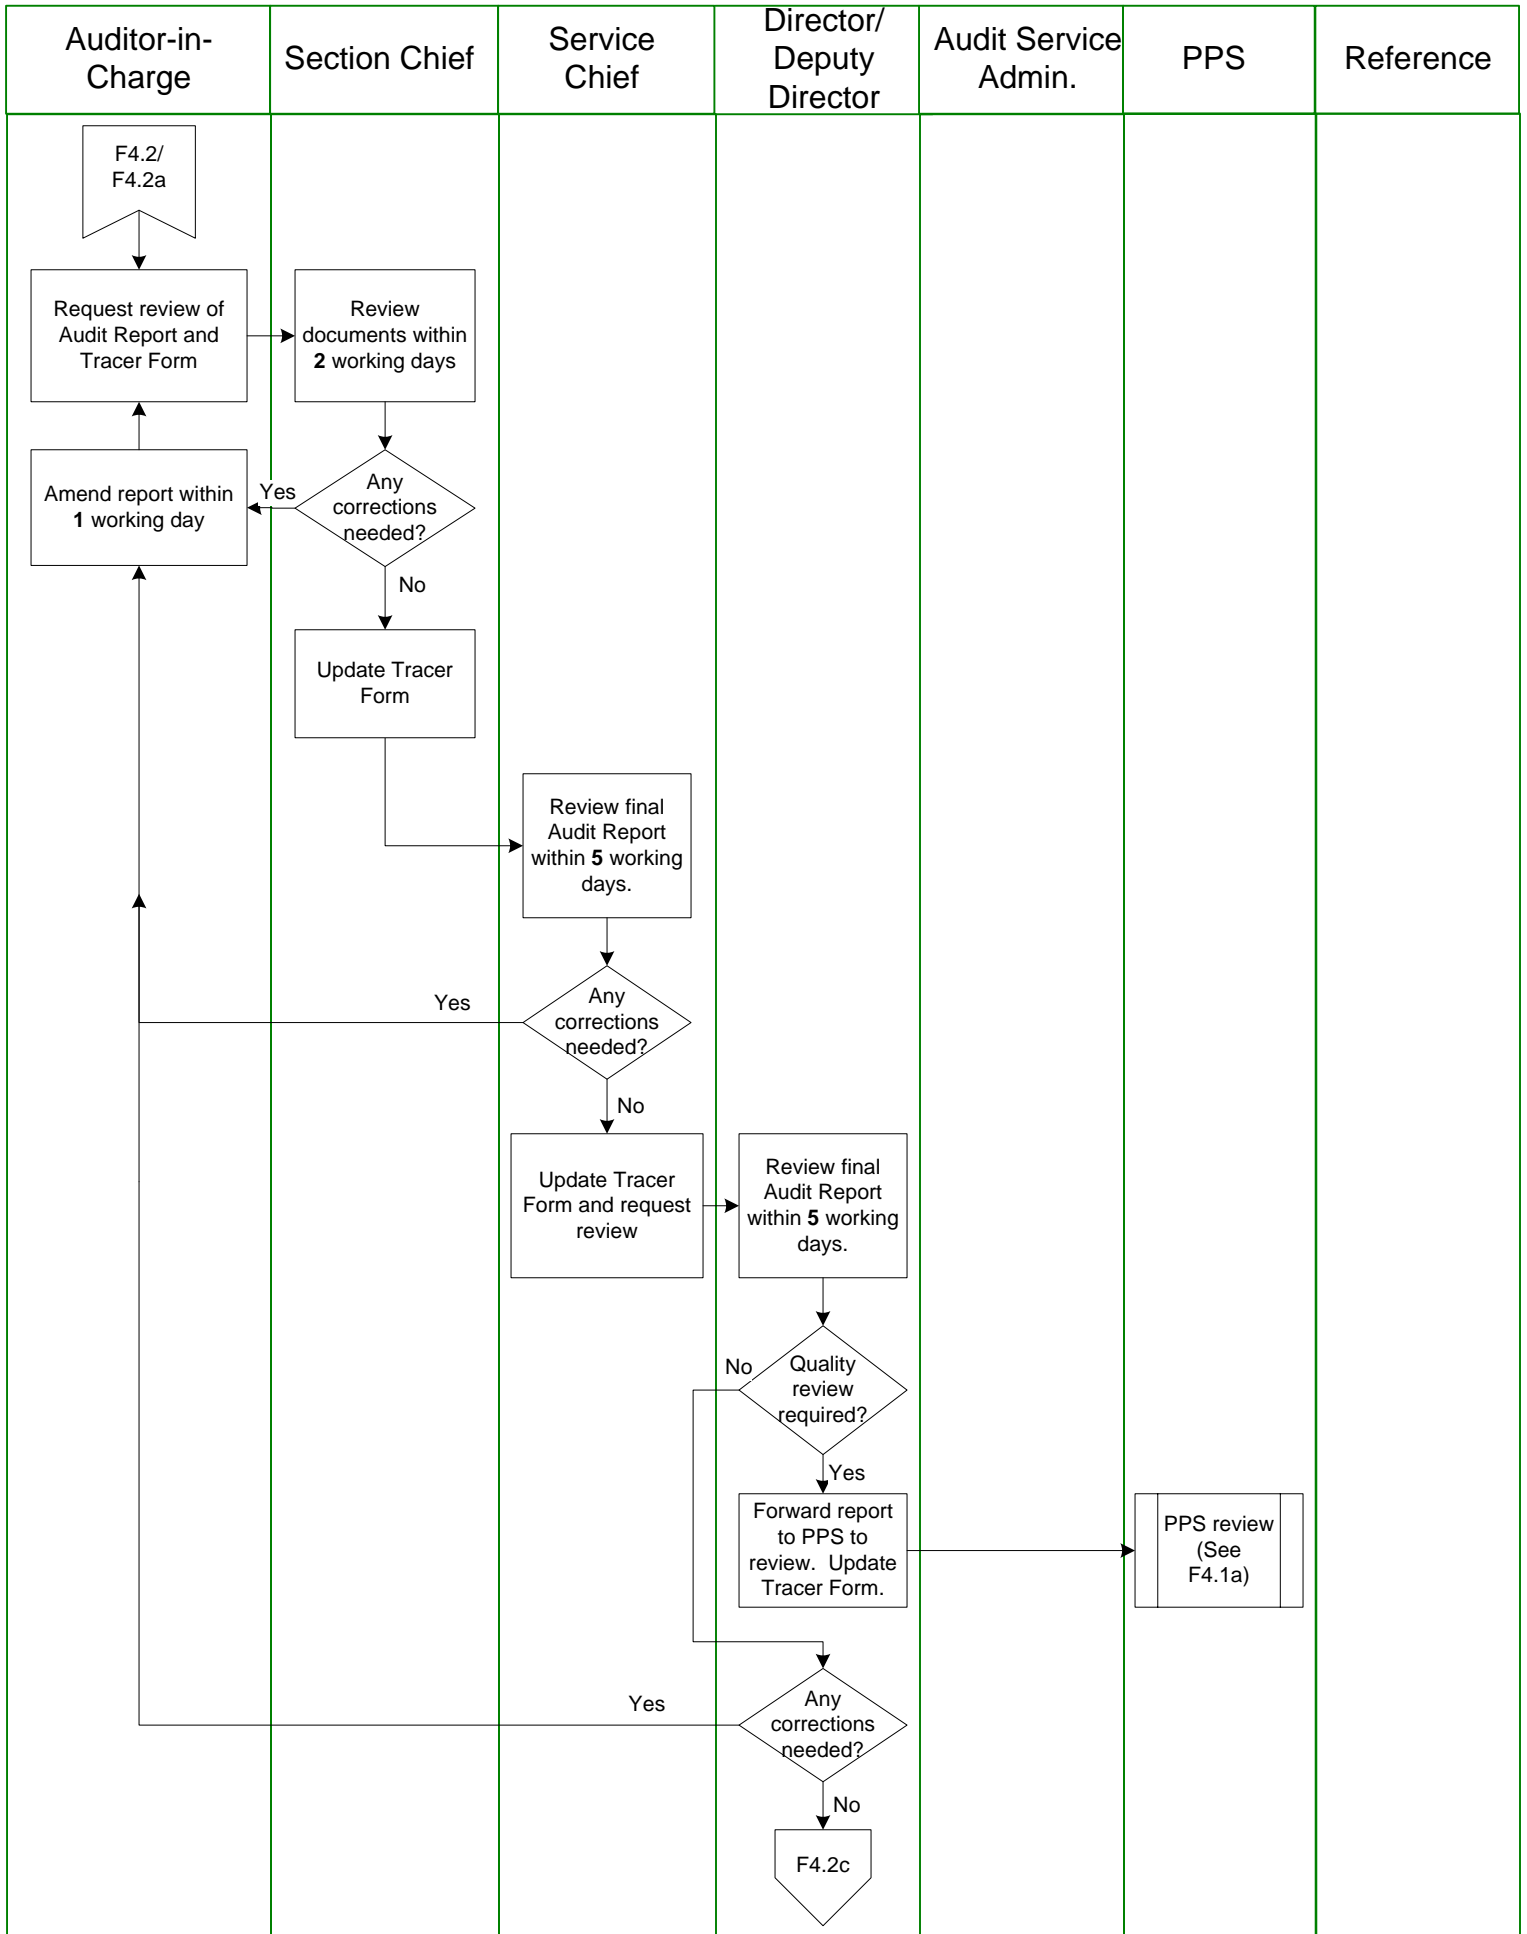 Auditor-in-
Charge
Section Chief
Service
Chief
Director/
Deputy
Director
Audit Service
Admin.
PPS
Reference
F4.2/
F4.2a
Request review of
Audit Report and
Tracer Form
Review
documents within
2 working days
Amend report within
1 working day
Yes
Any
corrections
needed?
No
Update Tracer
Form
Review final
Audit Report
within 5 working
days.
Yes
Any
corrections
needed?
No
Update Tracer
Form and request
review
Review final
Audit Report
within 5 working
days.
No
Quality
review
required?
Yes
Forward report
to PPS to
review.  Update
Tracer Form.
PPS review
(See
F4.1a)
Yes
Any
corrections
needed?
No
F4.2c